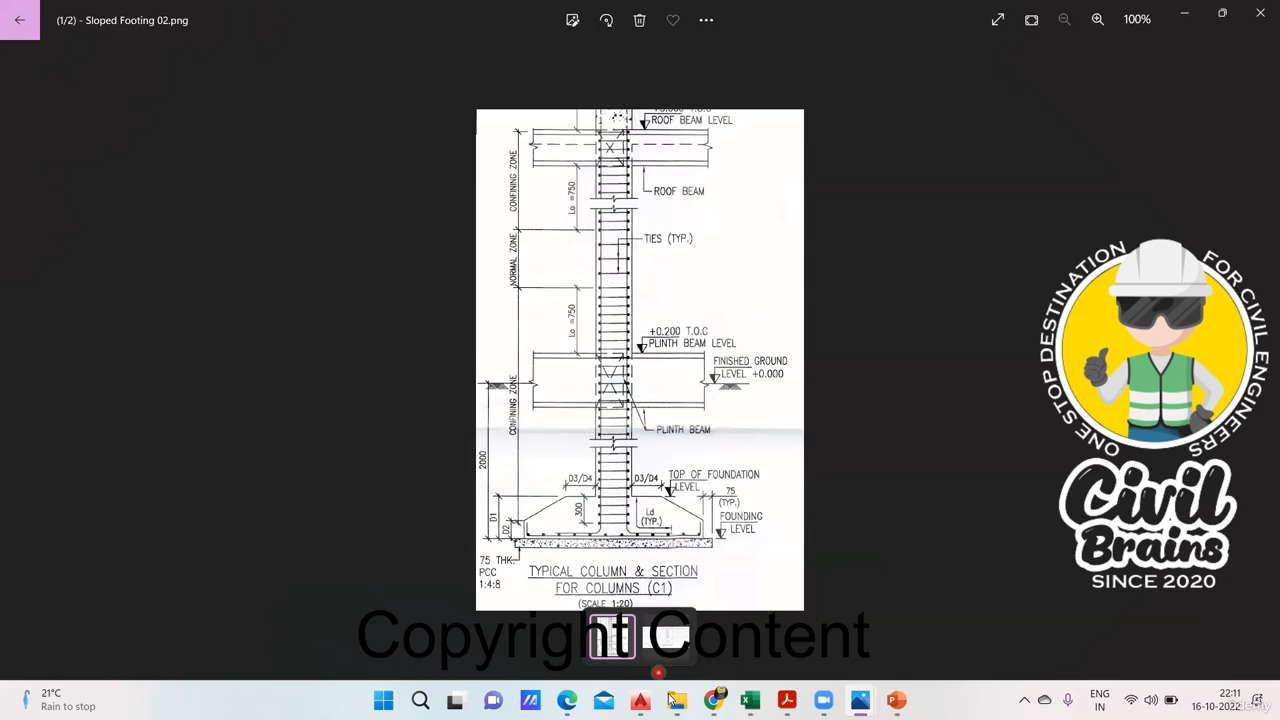 (1/2) - Sloped Footing 02.png
100%
ROOF BEAM LEVEL
CONFINING ZONE
Lo =750
ROOF BEAM
TIES (TYP.)
NORMAL ZONE
Lo =750
+0.200 T.O.C
PLINTH BEAM LEVEL
FINISHED GROUND
LEVEL +0.000
CONFINING ZONE
PLINTH BEAM
2000
D3/D4
D3/D4
TOP OF FOUNDATION
LEVEL
75
(TYP.)
D1
D2
300
Ld
(TYP.)
FOUNDING
LEVEL
75 THK.
PCC
1:4:8
TYPICAL COLUMN & SECTION
FOR COLUMNS (C1)
(SCALE 1:20)
ONE STOP DESTINATION FOR CIVIL ENGINEERS
Civil
Brains
SINCE 2020
Copyright Content
21°C
Rain to stop
ENG
IN
22:11
16-10-2022